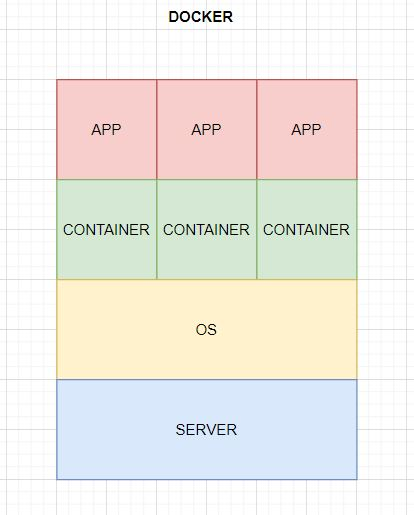 DOCKER
APP APP APP
CONTAINER CONTAINER CONTAINER
OS
SERVER